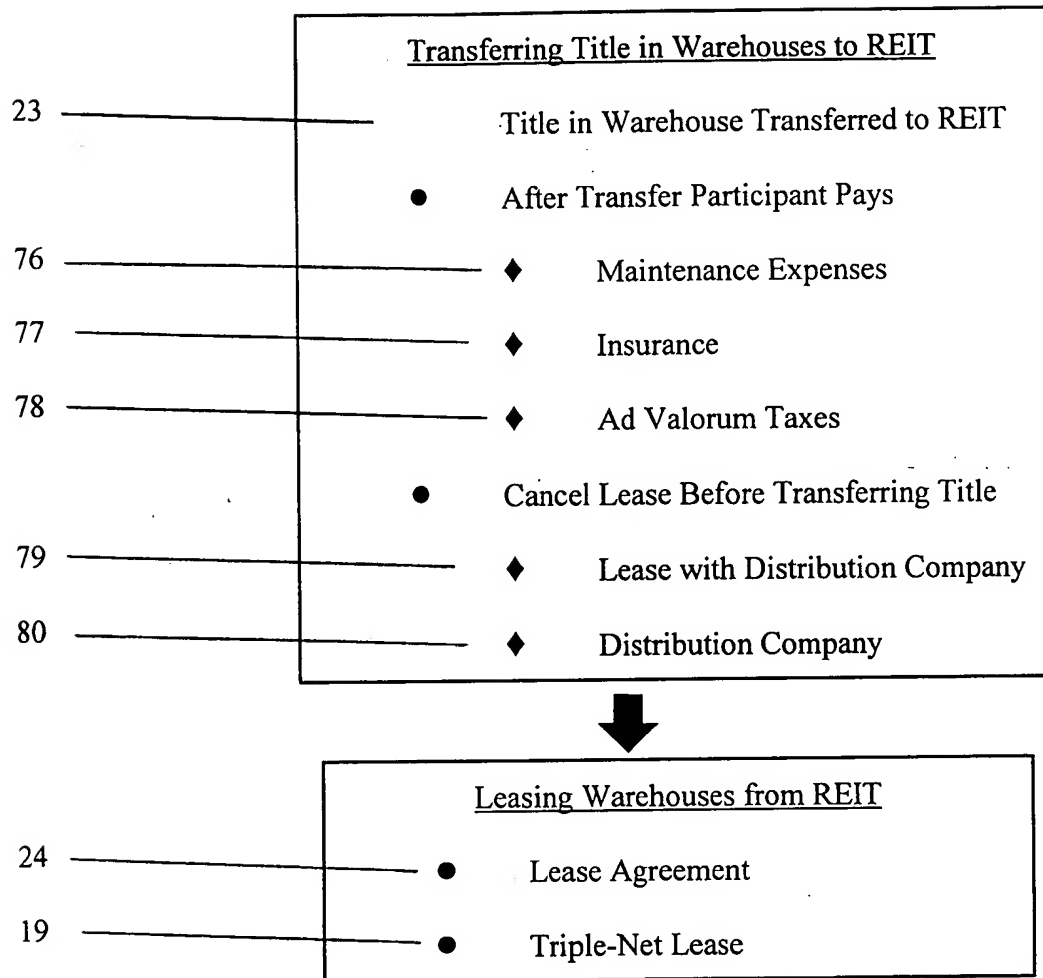 Transferring Title in Warehouses to REIT
23 Title in Warehouse Transferred to REIT
● After Transfer Participant Pays
76 ♦ Maintenance Expenses
77 ♦ Insurance
78 ♦ Ad Valorum Taxes
● Cancel Lease Before Transferring Title
79 ♦ Lease with Distribution Company
80 ♦ Distribution Company
Leasing Warehouses from REIT
24 ● Lease Agreement
19 ● Triple-Net Lease